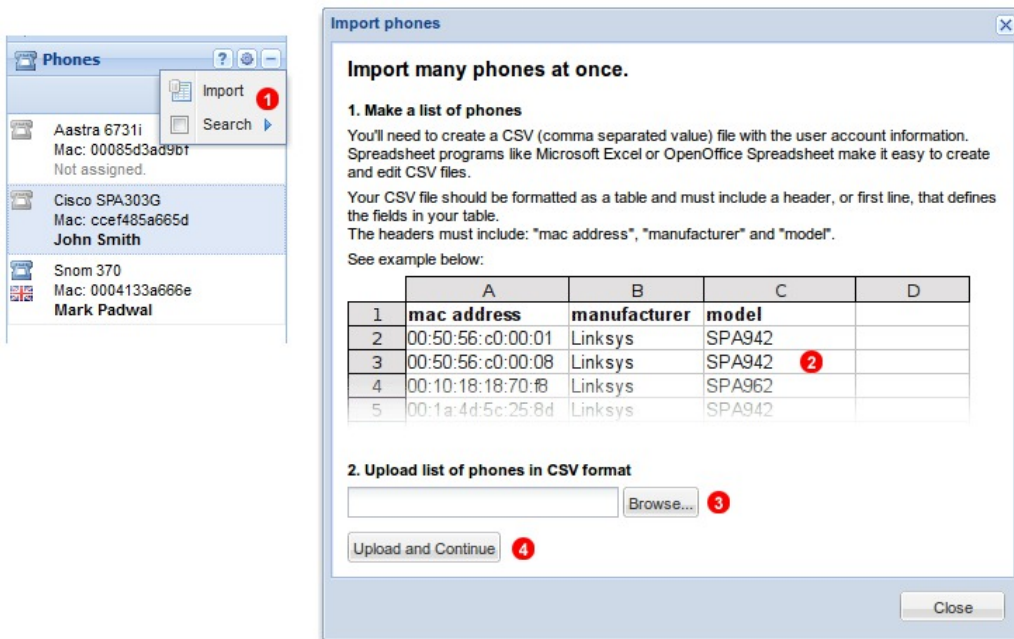 Phones
?
Import
1
Search
Aastra 6731i
Mac: 00085d3ad9bf
Not assigned.
Cisco SPA303G
Mac: ccef485a665d
John Smith
Snom 370
Mac: 0004133a666e
Mark Padwal
Import phones
Import many phones at once.
1. Make a list of phones
You'll need to create a CSV (comma separated value) file with the user account information.
Spreadsheet programs like Microsoft Excel or OpenOffice Spreadsheet make it easy to create
and edit CSV files.
Your CSV file should be formatted as a table and must include a header, or first line, that defines
the fields in your table.
The headers must include: "mac address", "manufacturer" and "model".
See example below:
A B C D
1 mac address manufacturer model
2 00:50:56:c0:00:01 Linksys SPA942
3 00:50:56:c0:00:08 Linksys SPA942 2
4 00:10:18:18:70:f8 Linksys SPA962
5 00:1a:4d:5c:25:8d Linksys SPA942
2. Upload list of phones in CSV format
Browse... 3
Upload and Continue 4
Close